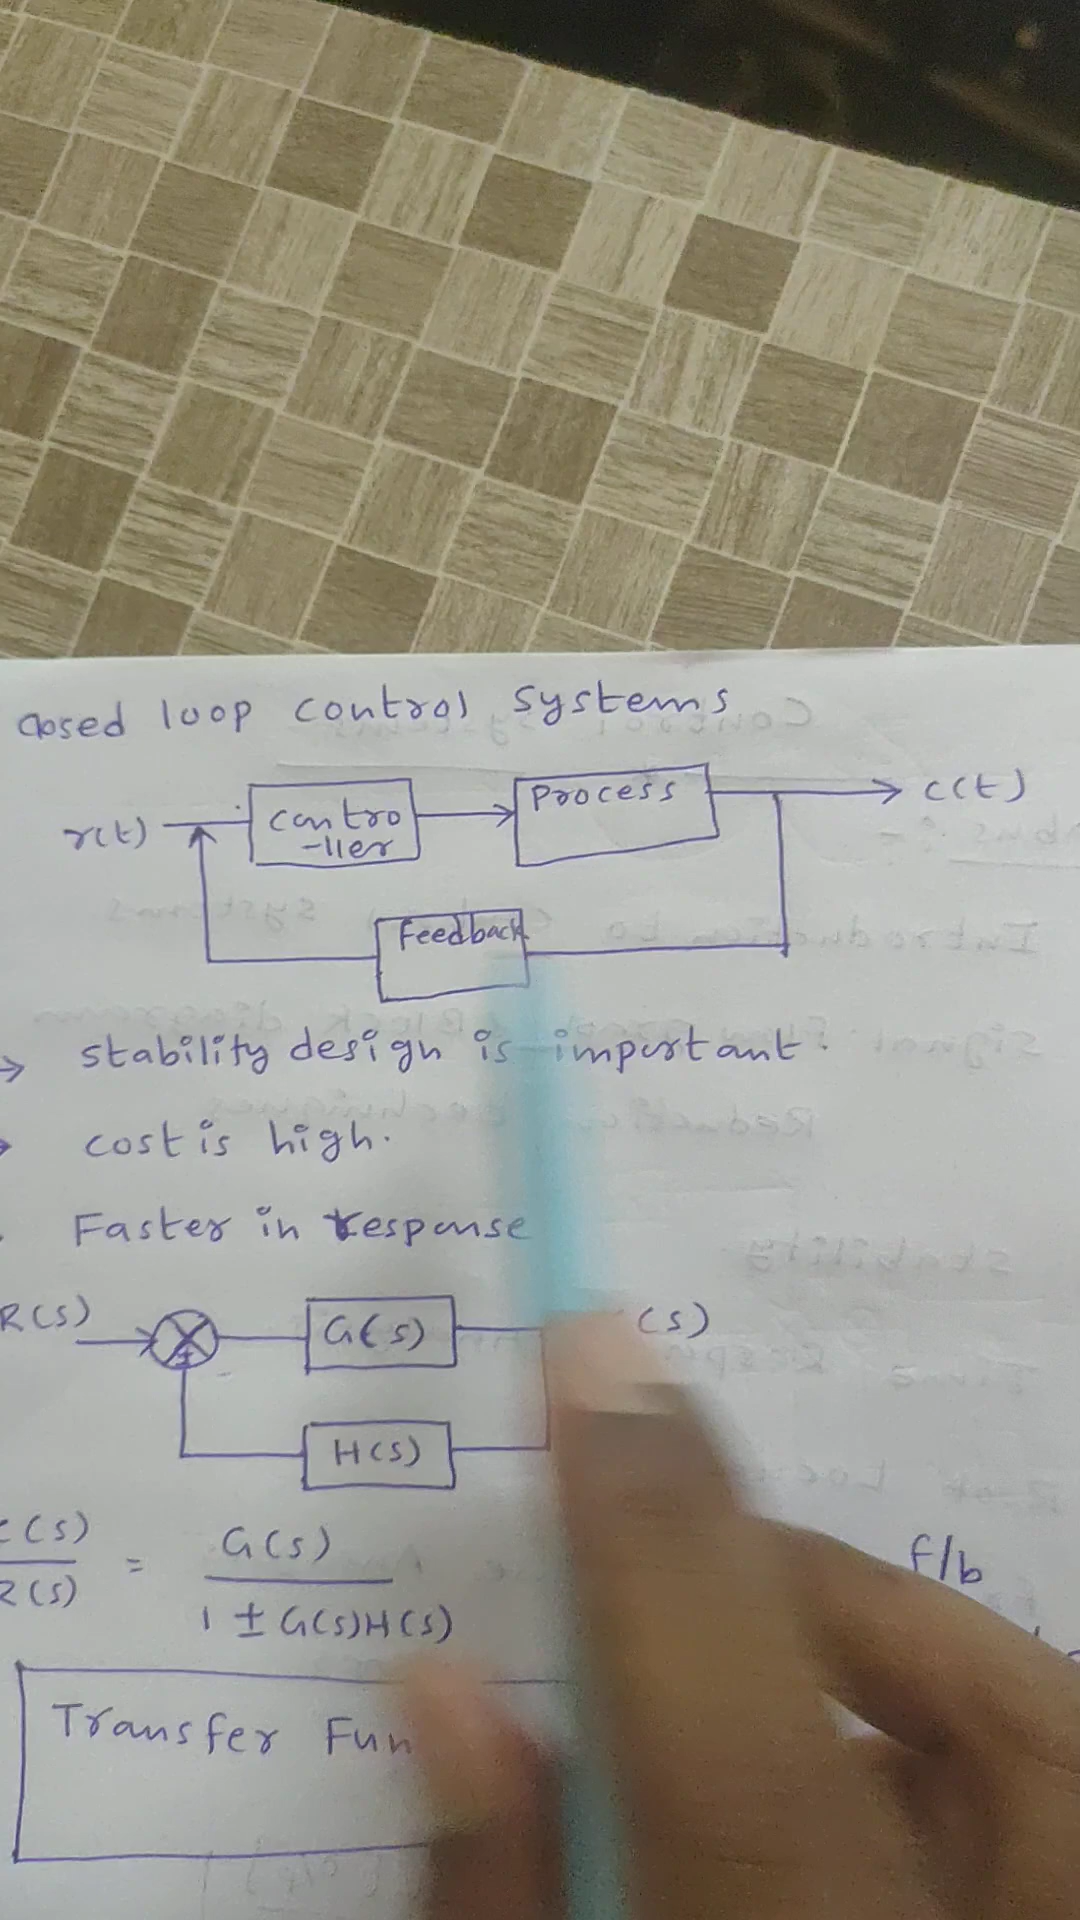 closed loop control systems
r(t)
contro
-ller
Process
c(t)
Feedback
→ stability design is important.
→ cost is high.
Faster in response
R(s)
G(s)
(s)
H(s)
C(s)
R(s)
=
G(s)
1 ± G(s)H(s)
f/b
Transfer Fun